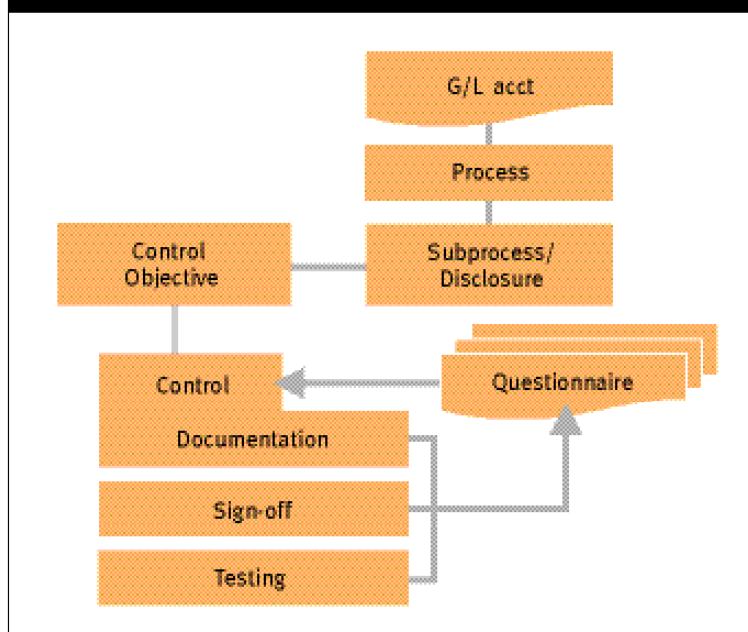 G/L acct
Process
Control
Objective
Subprocess/
Disclosure
Control
Questionnaire
Documentation
Sign-off
Testing